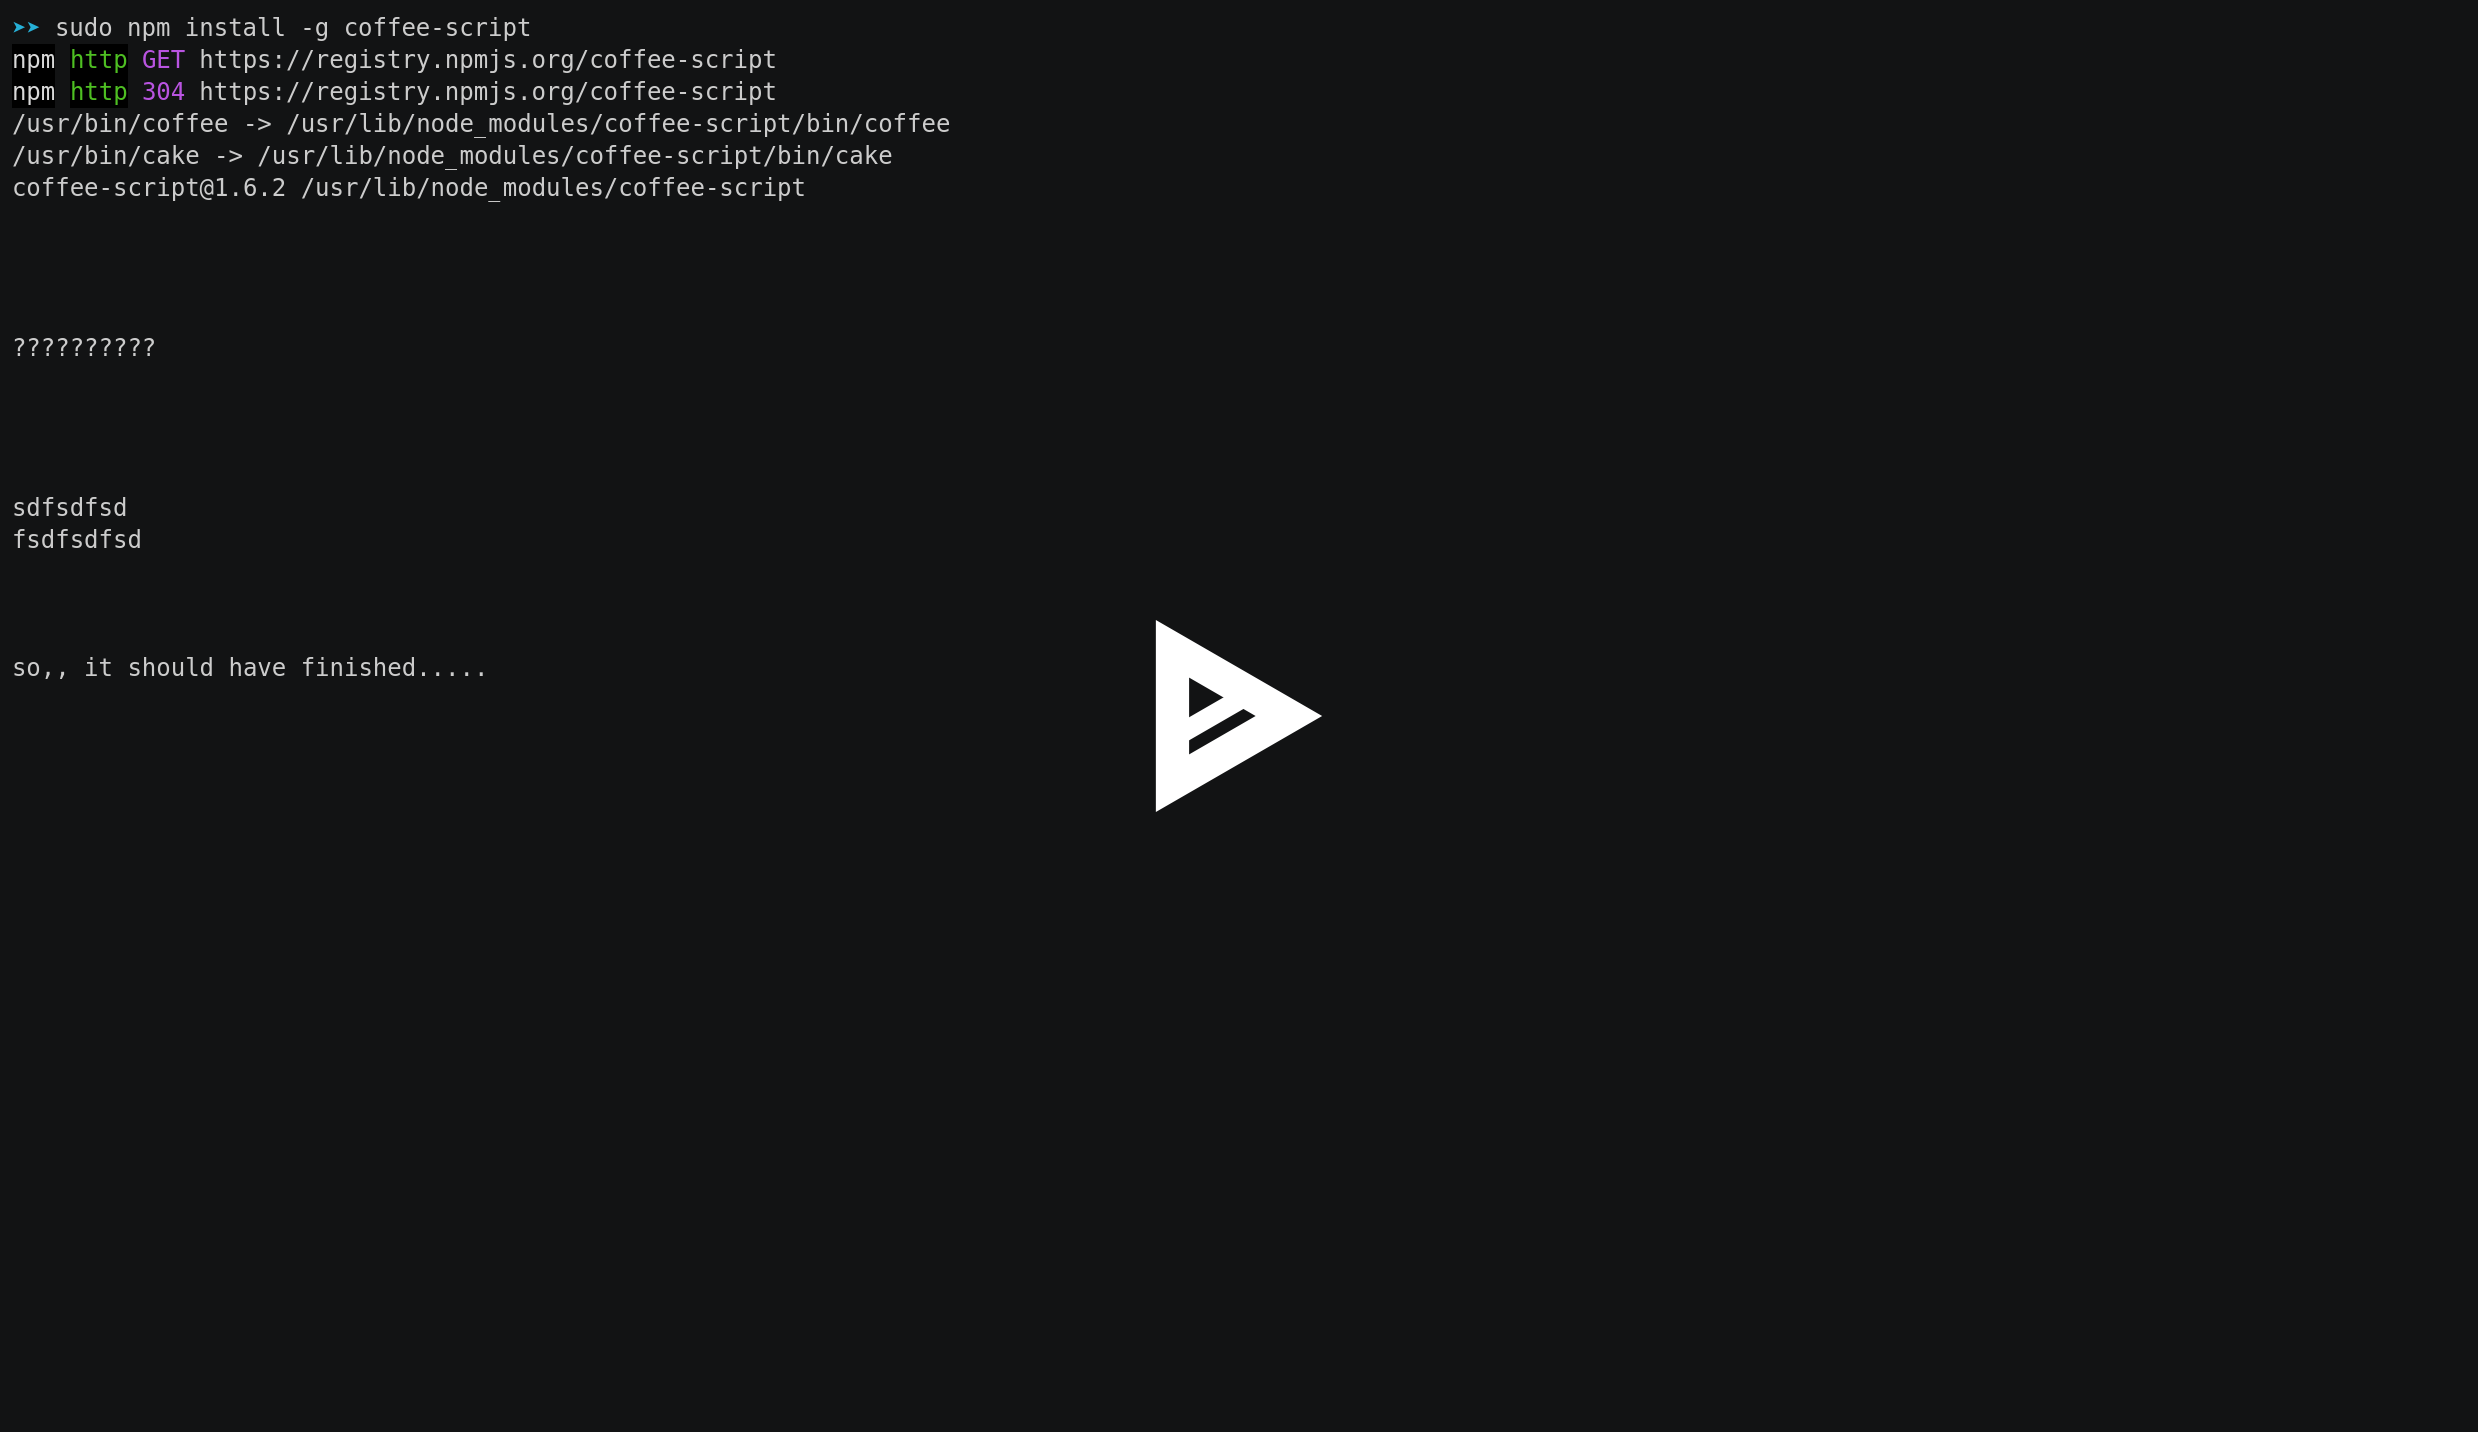 ➤➤ sudo npm install -g coffee-script
npm http GET https://registry.npmjs.org/coffee-script
npm http 304 https://registry.npmjs.org/coffee-script
/usr/bin/coffee -> /usr/lib/node_modules/coffee-script/bin/coffee
/usr/bin/cake -> /usr/lib/node_modules/coffee-script/bin/cake
coffee-script@1.6.2 /usr/lib/node_modules/coffee-script
??????????
sdfsdfsd
fsdfsdfsd
so,, it should have finished.....